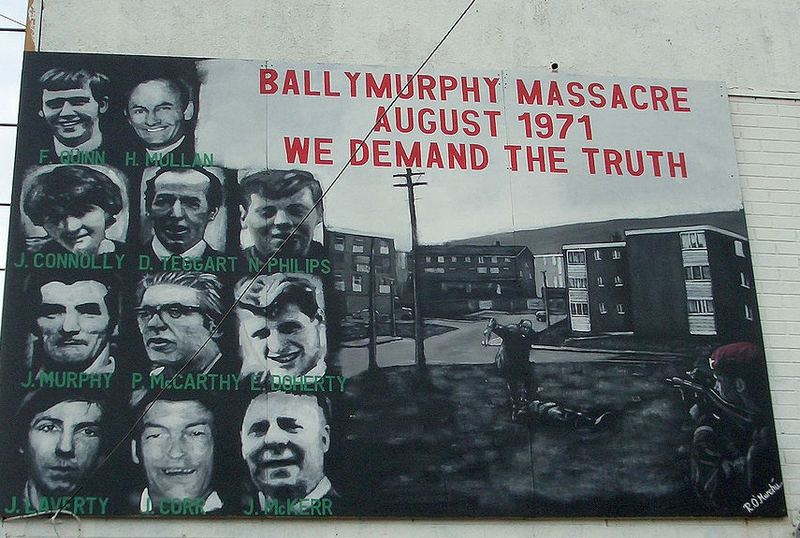 BALLYMURPHY MASSACRE
AUGUST 1971
WE DEMAND THE TRUTH
F. QUINN H. MULLAN
J. CONNOLLY D. TEGGART N. PHILIPS
J. MURPHY P. McCARTHY E. DOHERTY
J. LAVERTY J. CORR J. McKERR